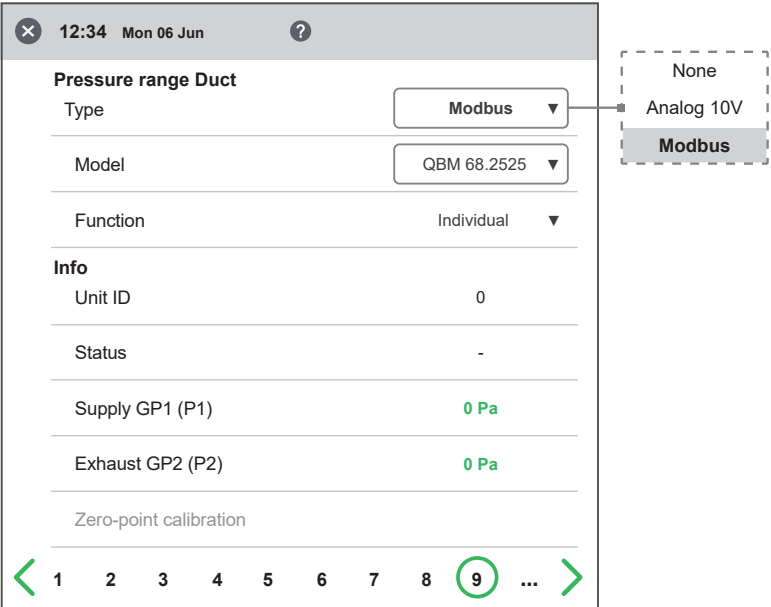 12:34 Mon 06 Jun ?
Pressure range Duct
Type Modbus ▼
None
Analog 10V
Modbus
Model QBM 68.2525 ▼
Function Individual ▼
Info
Unit ID 0
Status -
Supply GP1 (P1) 0 Pa
Exhaust GP2 (P2) 0 Pa
Zero-point calibration
1 2 3 4 5 6 7 8 9 ...